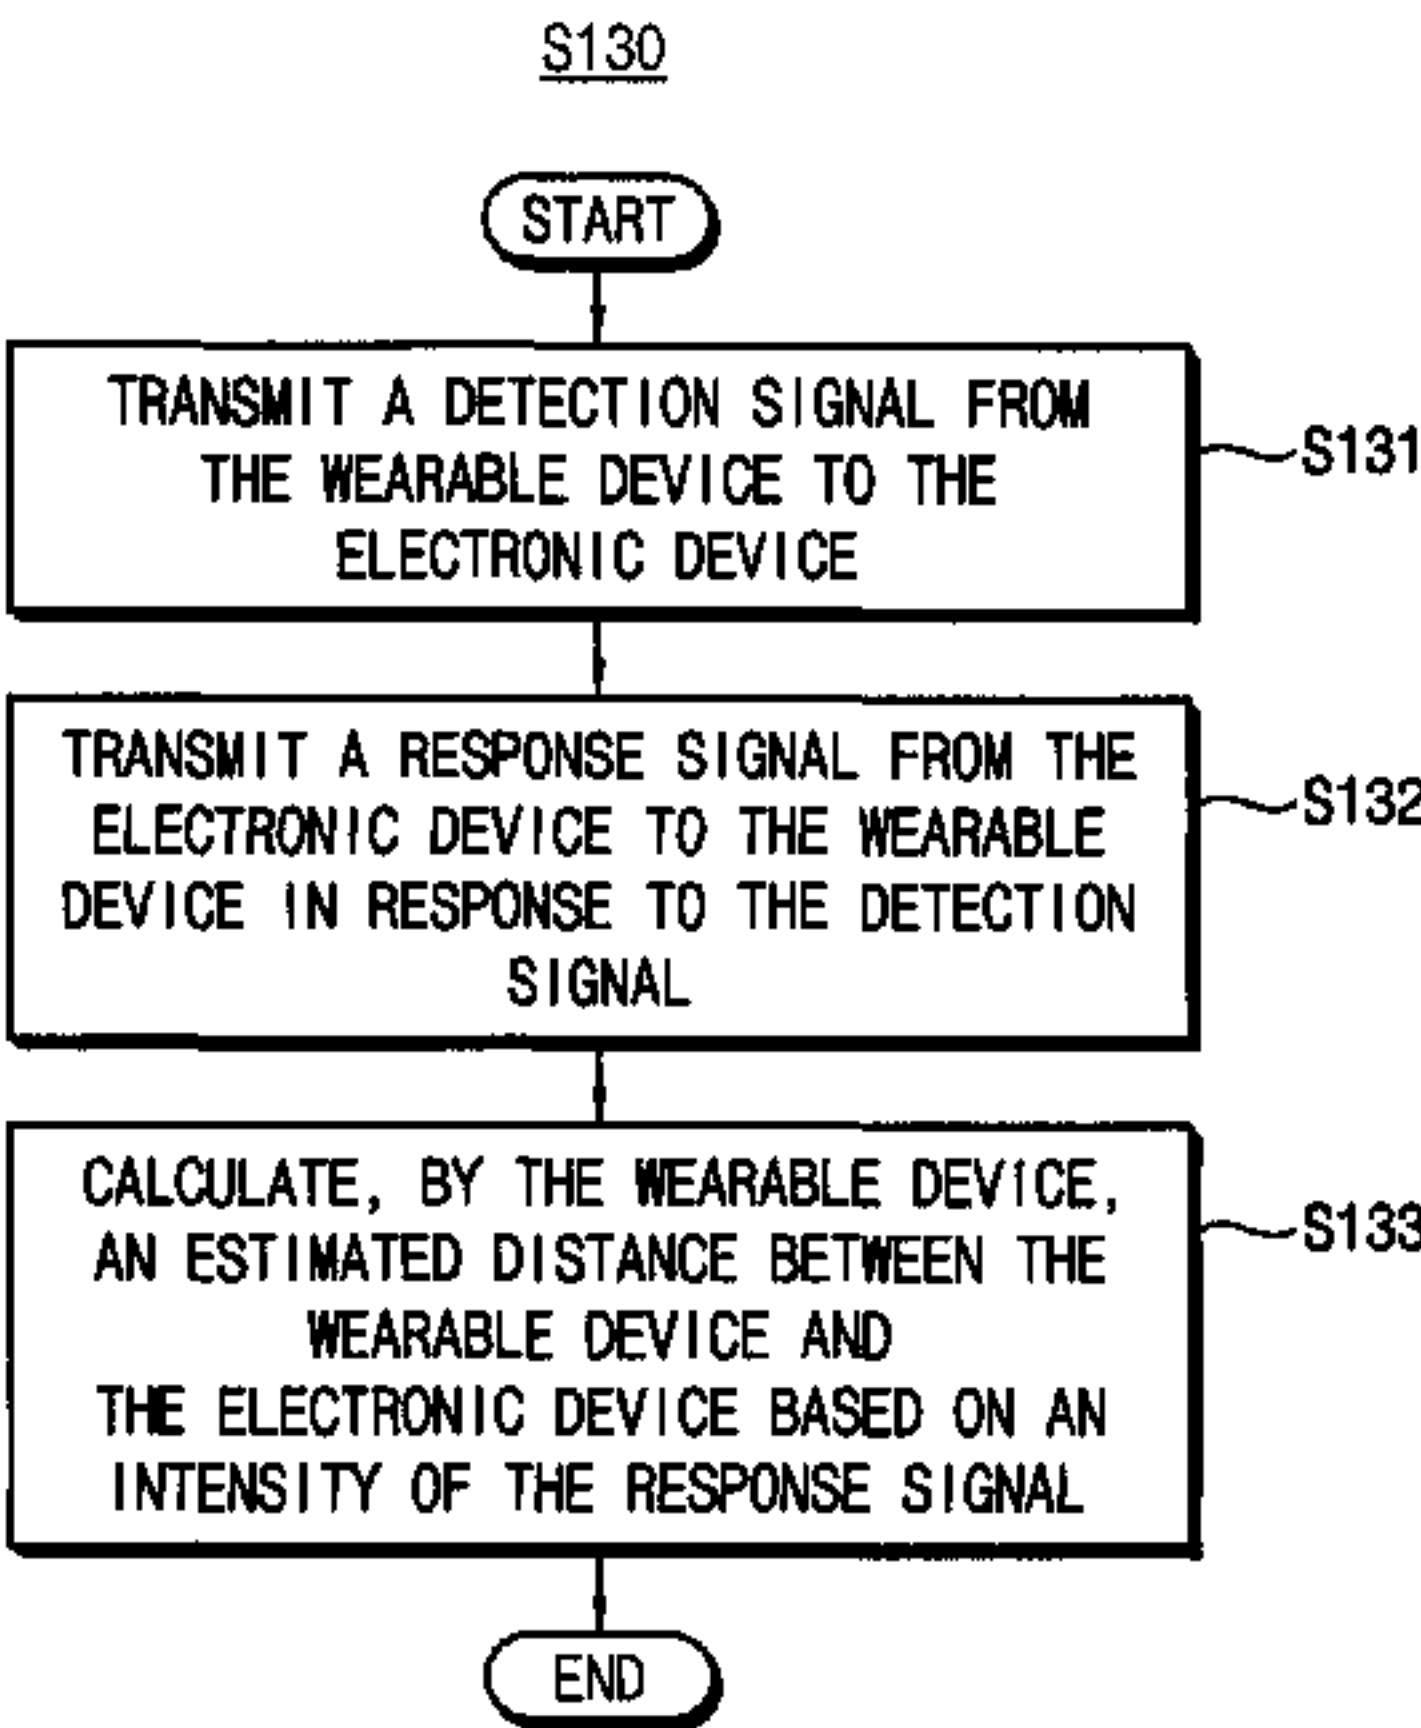 S130
START
TRANSMIT A DETECTION SIGNAL FROM
THE WEARABLE DEVICE TO THE
ELECTRONIC DEVICE
S131
TRANSMIT A RESPONSE SIGNAL FROM THE
ELECTRONIC DEVICE TO THE WEARABLE
DEVICE IN RESPONSE TO THE DETECTION
SIGNAL
S132
CALCULATE, BY THE WEARABLE DEVICE,
AN ESTIMATED DISTANCE BETWEEN THE
WEARABLE DEVICE AND
THE ELECTRONIC DEVICE BASED ON AN
INTENSITY OF THE RESPONSE SIGNAL
S133
END